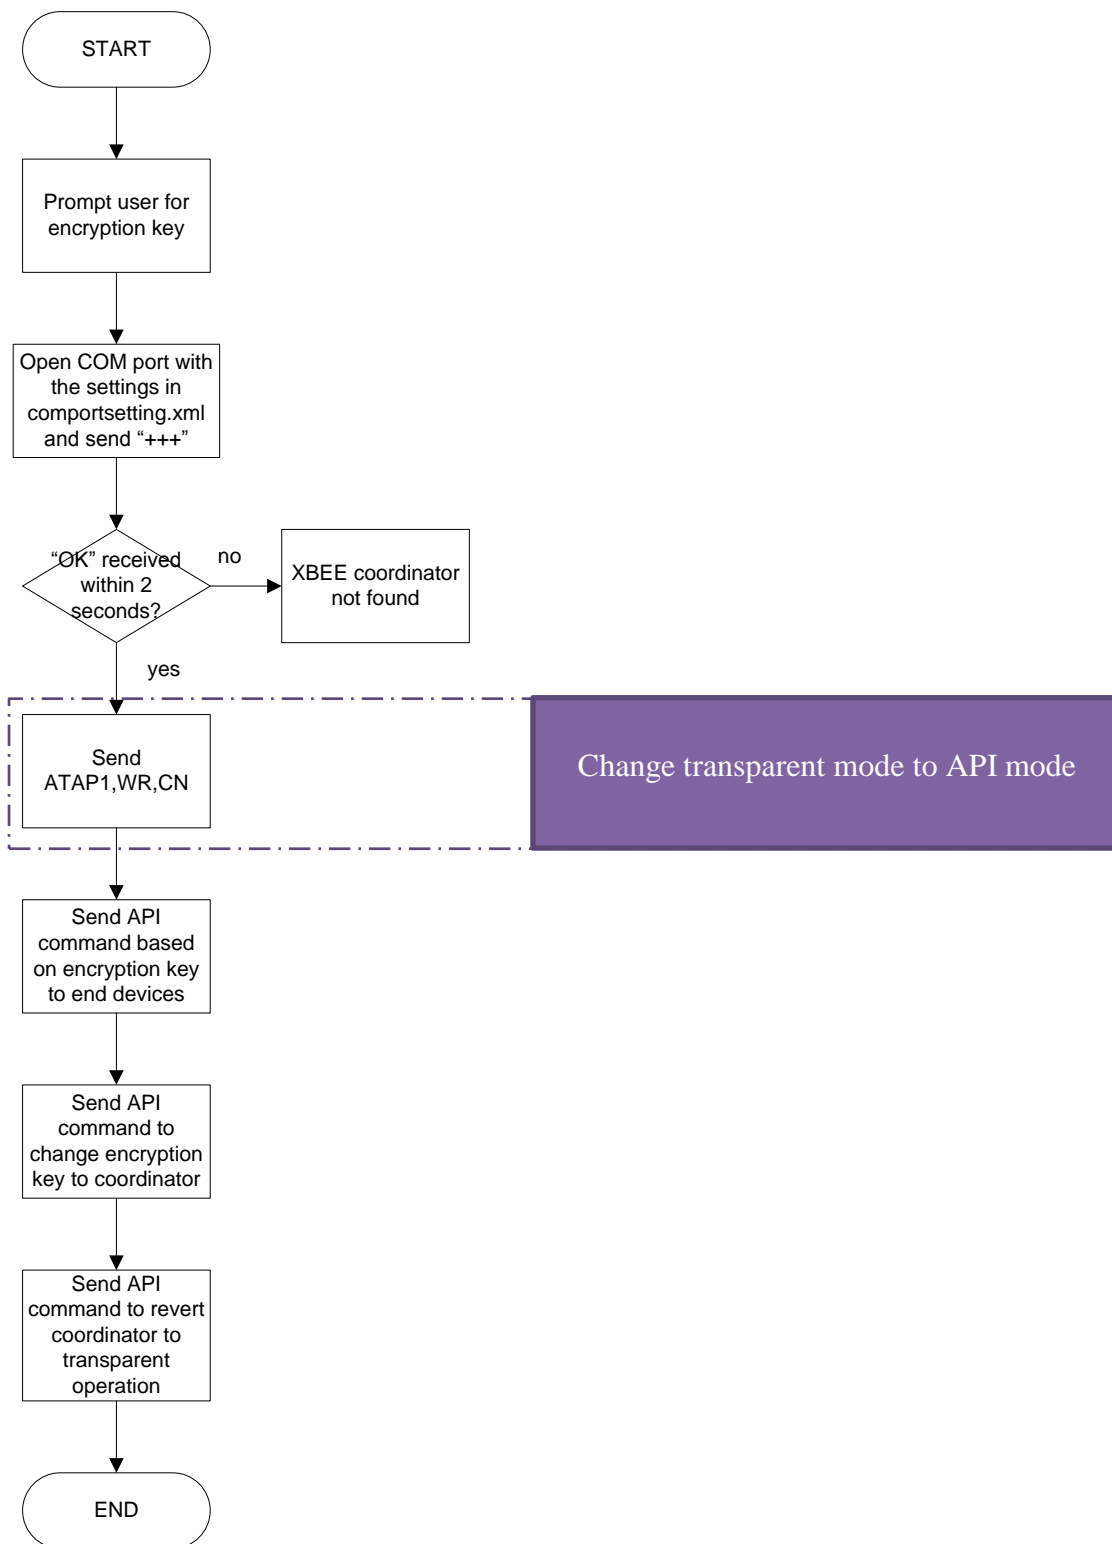 START
Prompt user for
encryption key
Open COM port with
the settings in
comportsetting.xml
and send “+++”
“OK” received
within 2
seconds?
no
XBEE coordinator
not found
yes
Send
ATAP1,WR,CN
Change transparent mode to API mode
Send API
command based
on encryption key
to end devices
Send API
command to
change encryption
key to coordinator
Send API
command to revert
coordinator to
transparent
operation
END